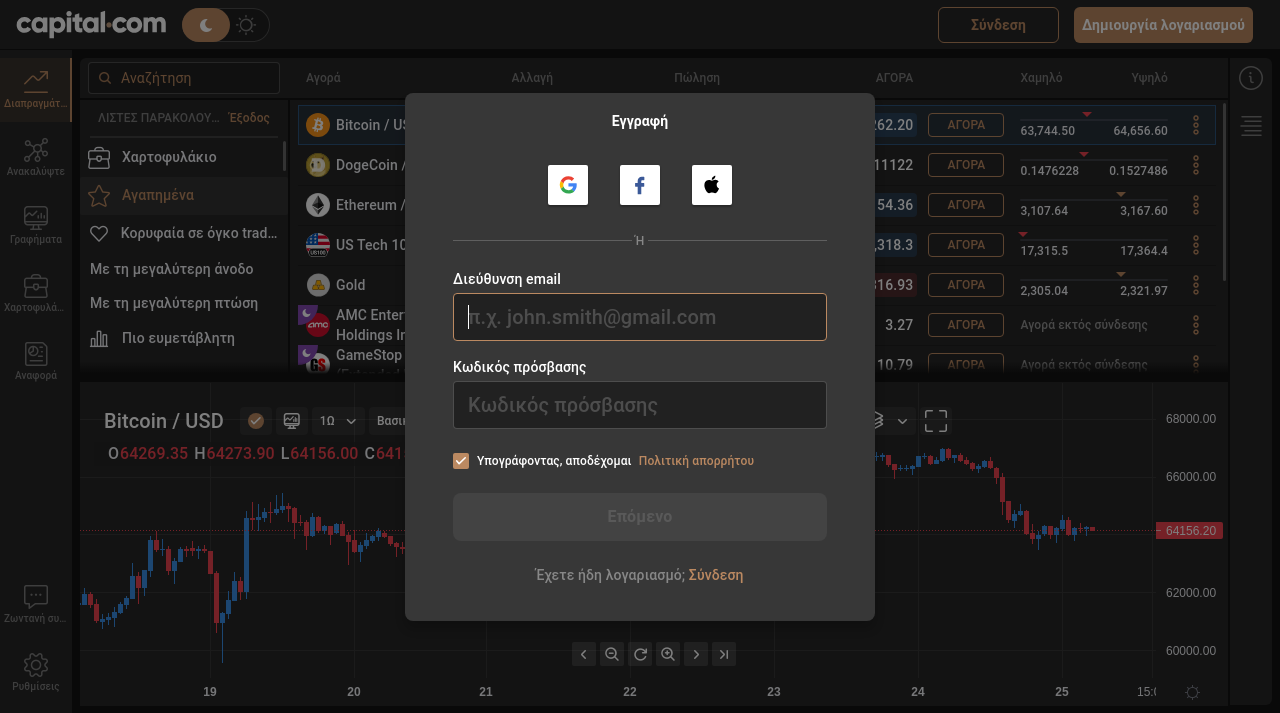 capital.com
Σύνδεση
Δημιουργία λογαριασμού
Διαπραγμάτ...
Ανακαλύψτε
Γραφήματα
Χαρτοφυλά...
Αναφορά
Ζωντανή συ...
Ρυθμίσεις
Αναζήτηση
ΛΙΣΤΕΣ ΠΑΡΑΚΟΛΟΥ... Έξοδος
Χαρτοφυλάκιο
Αγαπημένα
Κορυφαία σε όγκο trad...
Με τη μεγαλύτερη άνοδο
Με τη μεγαλύτερη πτώση
Πιο ευμετάβλητη
Αγορά Αλλαγή Πώληση ΑΓΟΡΑ Χαμηλό Υψηλό
Bitcoin / 262.20 ΑΓΟΡΑ 63,744.50 64,656.60
DogeCoin / 11122 ΑΓΟΡΑ 0.1476228 0.1527486
Ethereum / 54.36 ΑΓΟΡΑ 3,107.64 3,167.60
US Tech 10 ,318.3 ΑΓΟΡΑ 17,315.5 17,364.4
Gold 316.93 ΑΓΟΡΑ 2,305.04 2,321.97
AMC Enter
Holdings In
3.27 ΑΓΟΡΑ Αγορά εκτός σύνδεσης
GameStop
10.79 ΑΓΟΡΑ Αγορά εκτός σύνδεσης
Εγγραφή
Ή
Διεύθυνση email
π.χ. john.smith@gmail.com
Κωδικός πρόσβασης
Κωδικός πρόσβασης
Υπογράφοντας, αποδέχομαι Πολιτική απορρήτου
Επόμενο
Έχετε ήδη λογαριασμό; Σύνδεση
Bitcoin / USD
1Ω
Βασικ
O64269.35 H64273.90 L64156.00 C641
68000.00
66000.00
64156.20
62000.00
60000.00
19 20 21 22 23 24 25 15:0